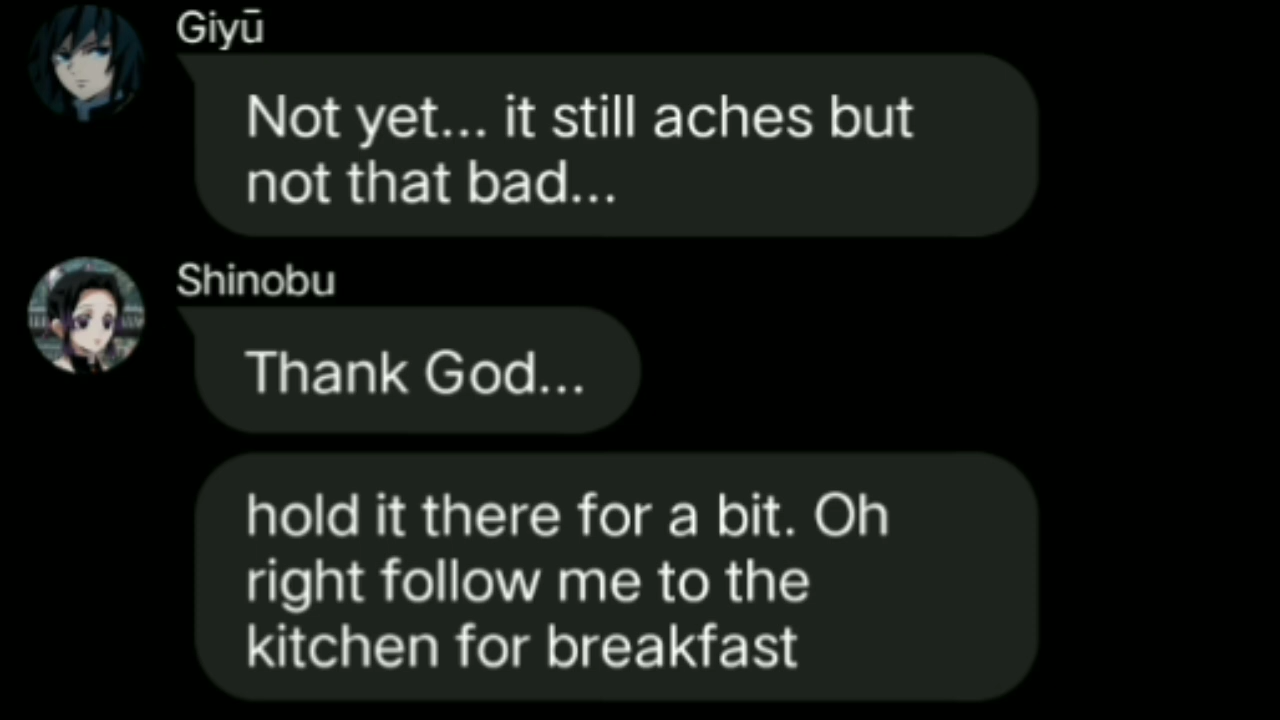 Giyū
Not yet... it still aches but
not that bad...
Shinobu
Thank God...
hold it there for a bit. Oh
right follow me to the
kitchen for breakfast